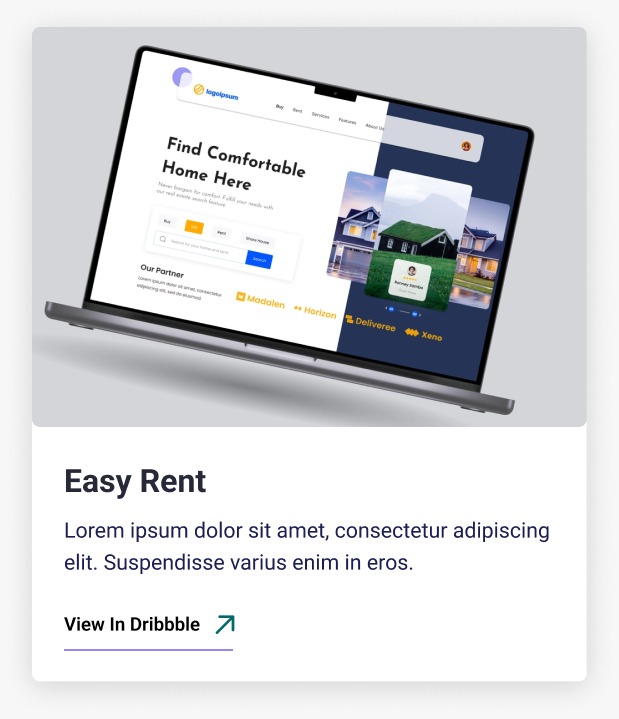 logoipsum
Buy Rent Services Features About Us
Find Comfortable
Home Here
Never bargain for comfort. Fulfill your needs with
our real estate search feature
Buy Sell Rent Share House
Search for your home and land
Search
Our Partner
Lorem ipsum dolor sit amet, consectetur
adipiscing elit, sed do eiusmod
Madalen Horizon Deliveree Xeno
Easy Rent
Lorem ipsum dolor sit amet, consectetur adipiscing
elit. Suspendisse varius enim in eros.
View In Dribbble